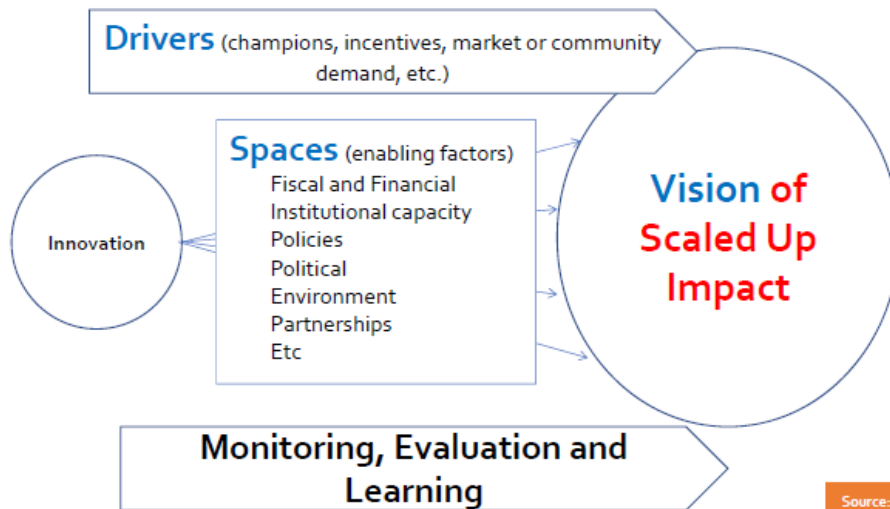 Drivers (champions, incentives, market or community
demand, etc.)
Spaces (enabling factors)
Fiscal and Financial
Institutional capacity
Policies
Political
Environment
Partnerships
Etc
Innovation
Vision of
Scaled Up
Impact
Monitoring, Evaluation and
Learning
Source: